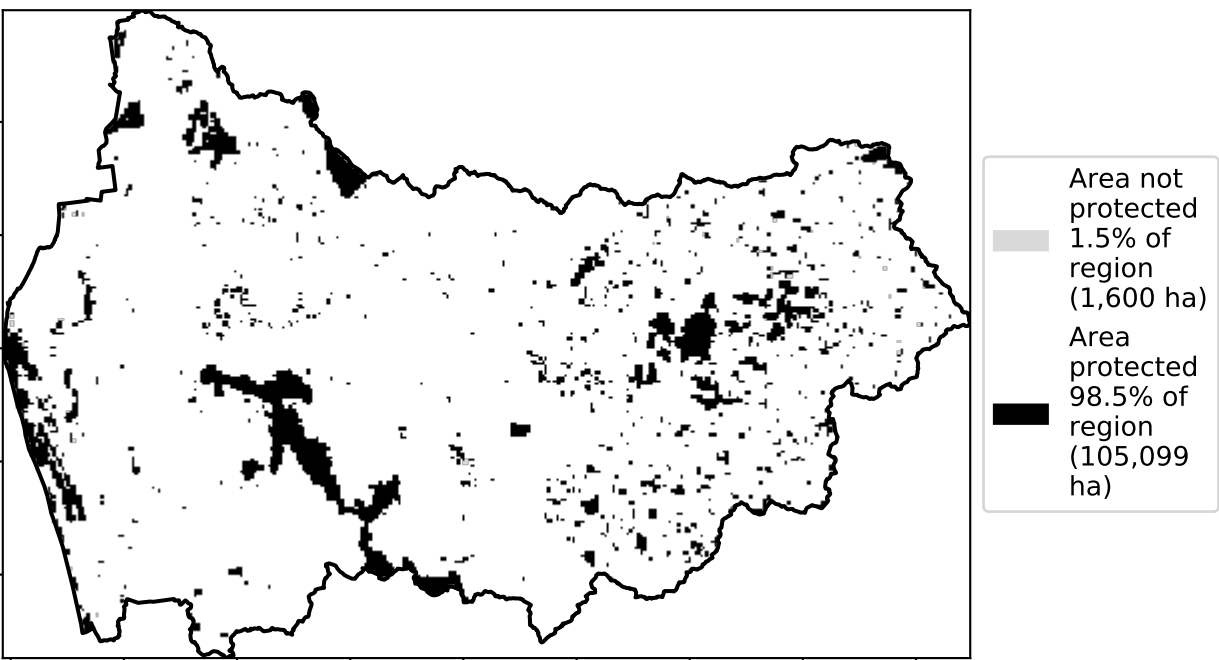 Area not
protected
1.5% of
region
(1,600 ha)
Area
protected
98.5% of
region
(105,099
ha)